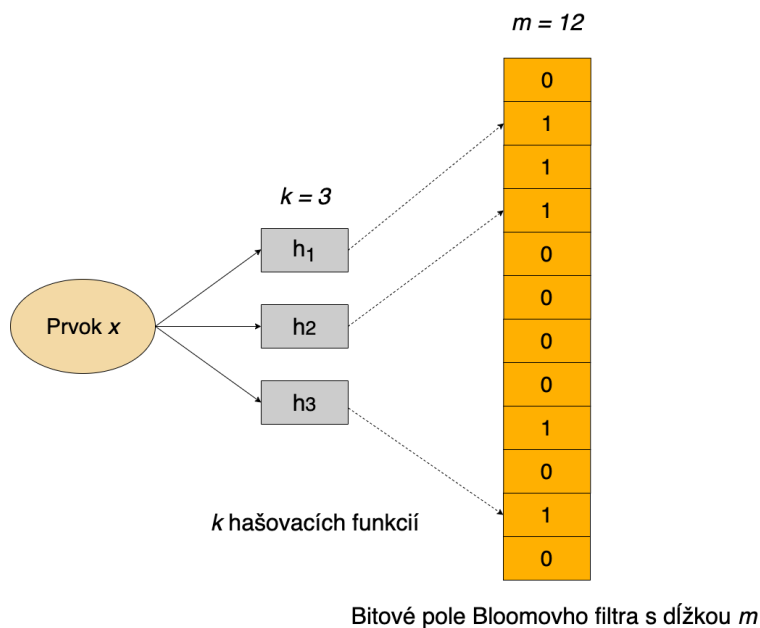 m = 12
0
1
1
1
0
0
0
0
1
0
1
0
k = 3
h1
h2
h3
Prvok x
k hašovacích funkcií
Bitové pole Bloomovho filtra s dĺžkou m